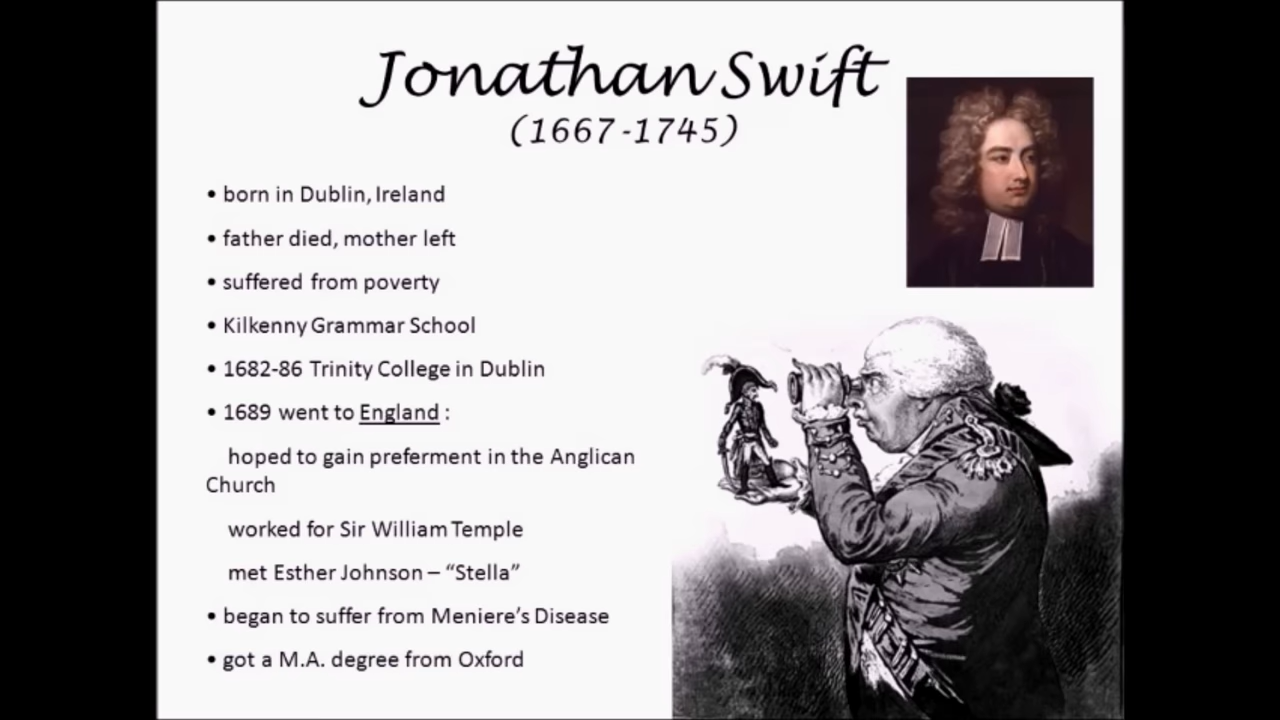 Jonathan Swift
(1667-1745)
• born in Dublin, Ireland
• father died, mother left
• suffered from poverty
• Kilkenny Grammar School
• 1682-86 Trinity College in Dublin
• 1689 went to England :
hoped to gain preferment in the Anglican
Church
worked for Sir William Temple
met Esther Johnson – “Stella”
• began to suffer from Meniere’s Disease
• got a M.A. degree from Oxford